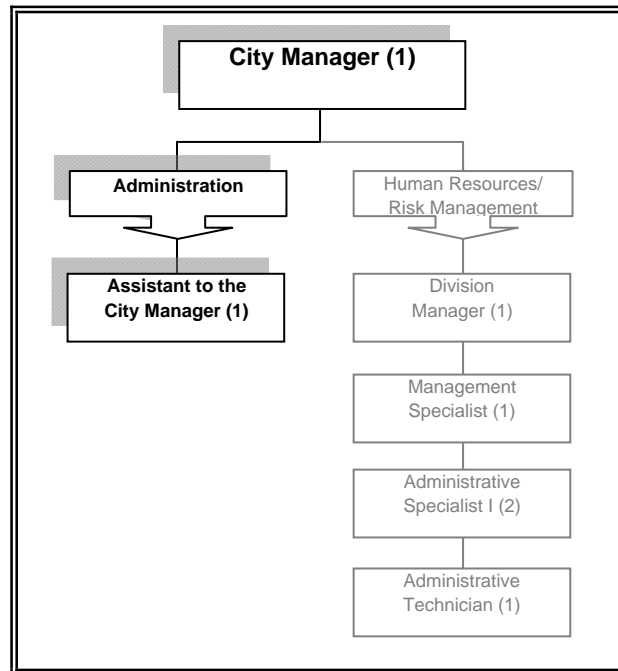 City Manager (1)
Administration
Assistant to the
City Manager (1)
Human Resources/
Risk Management
Division
Manager (1)
Management
Specialist (1)
Administrative
Specialist I (2)
Administrative
Technician (1)